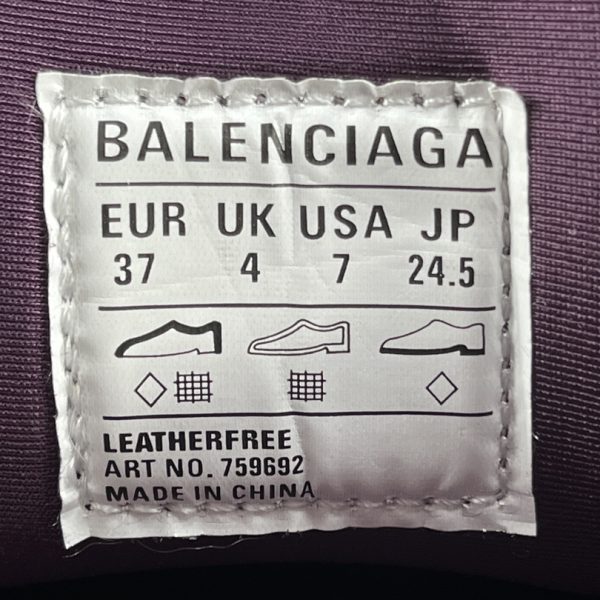 BALENCIAGA
EUR UK USA JP
37 4 7 24.5
LEATHERFREE
ART NO. 759692
MADE IN CHINA